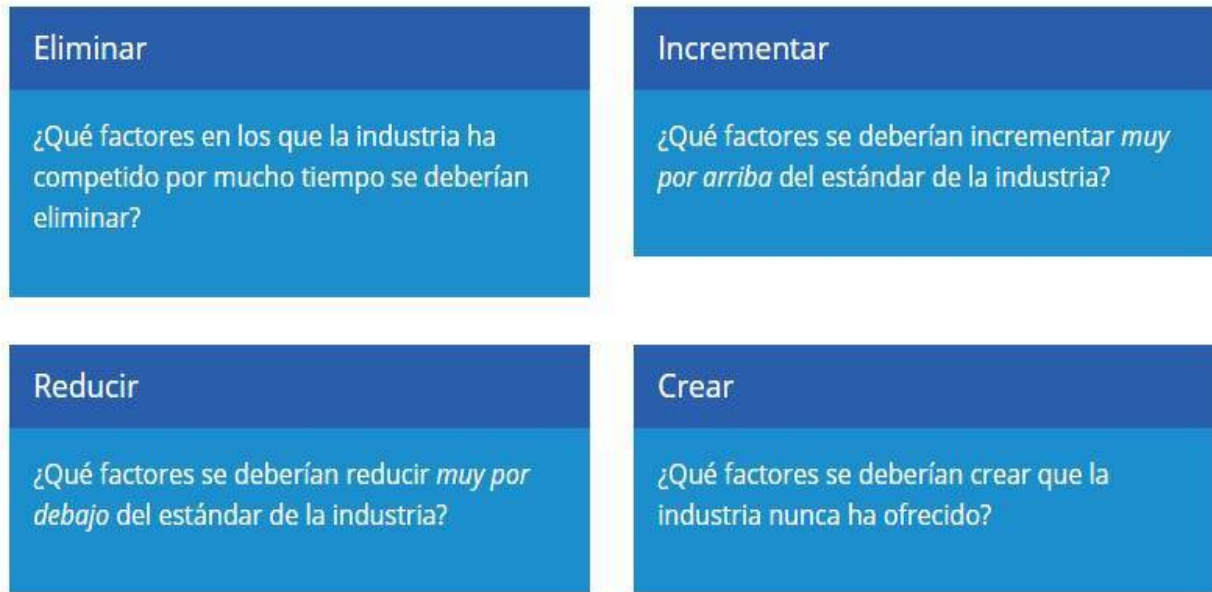 Eliminar
¿Qué factores en los que la industria ha
competido por mucho tiempo se deberían
eliminar?
Incrementar
¿Qué factores se deberían incrementar muy
por arriba del estándar de la industria?
Reducir
¿Qué factores se deberían reducir muy por
debajo del estándar de la industria?
Crear
¿Qué factores se deberían crear que la
industria nunca ha ofrecido?